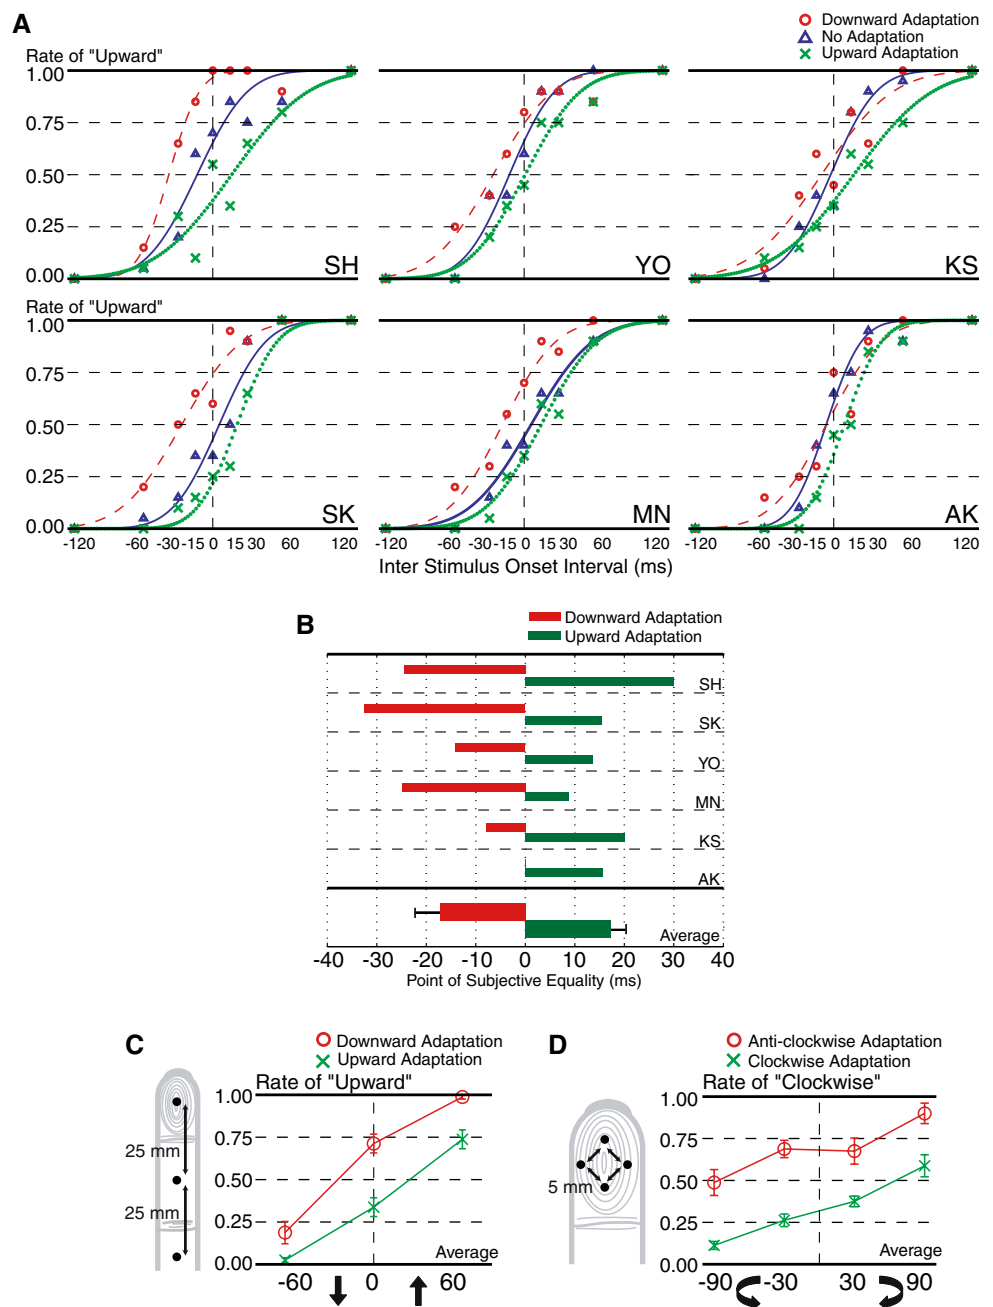 A
Downward Adaptation
No Adaptation
Upward Adaptation
Rate of "Upward"
1.00
0.75
0.50
0.25
0.00
SH
YO
KS
Rate of "Upward"
1.00
0.75
0.50
0.25
0.00
SK
MN
AK
-120 -60 -30 -15 0 15 30 60 120
-120 -60 -30 -15 0 15 30 60 120
-120 -60 -30 -15 0 15 30 60 120
Inter Stimulus Onset Interval (ms)
B
Downward Adaptation
Upward Adaptation
SH
SK
YO
MN
KS
AK
Average
-40 -30 -20 -10 0 10 20 30 40
Point of Subjective Equality (ms)
C
Downward Adaptation
Upward Adaptation
Rate of "Upward"
1.00
0.75
0.50
0.25
0.00
25 mm
25 mm
Average
-60 0 60
D
Anti-clockwise Adaptation
Clockwise Adaptation
Rate of "Clockwise"
1.00
0.75
0.50
0.25
0.00
5 mm
Average
-90 -30 30 90